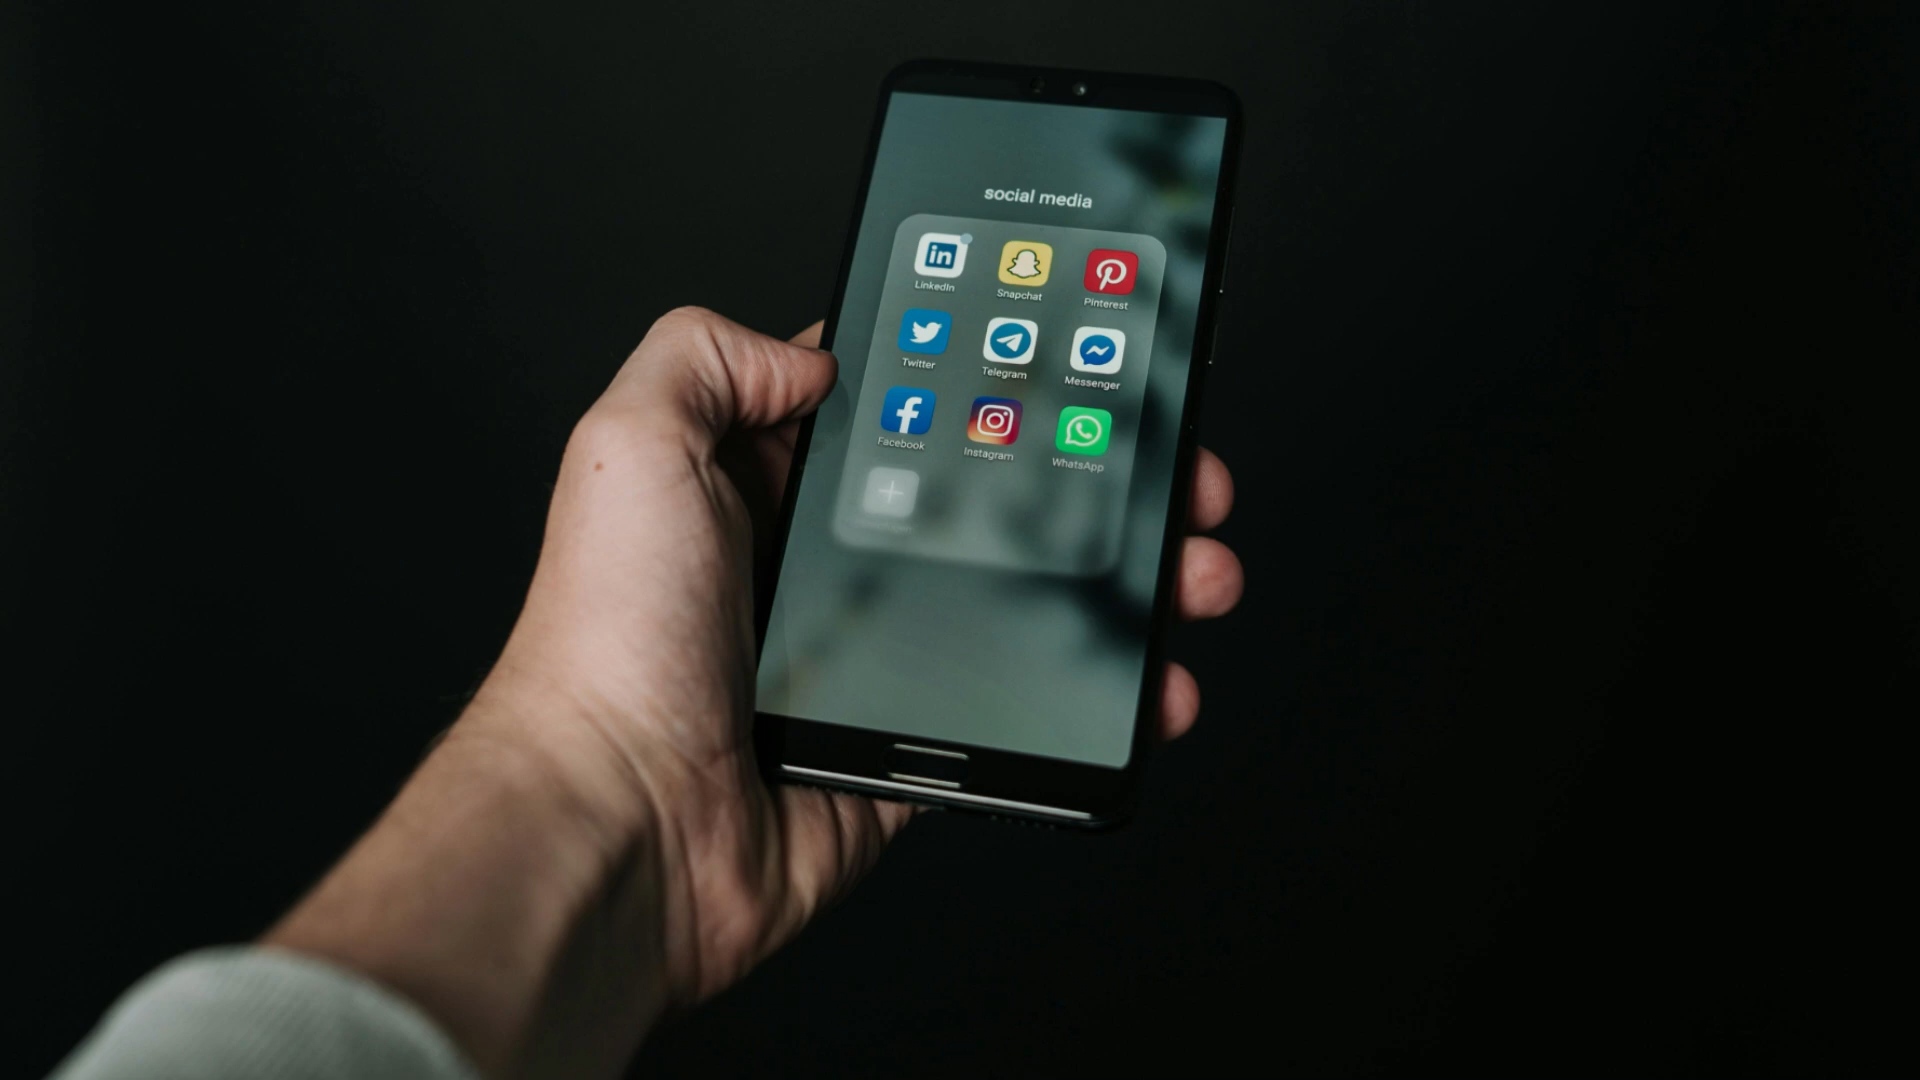 social media
LinkedIn
Snapchat
Pinterest
Twitter
Telegram
Messenger
Facebook
Instagram
WhatsApp